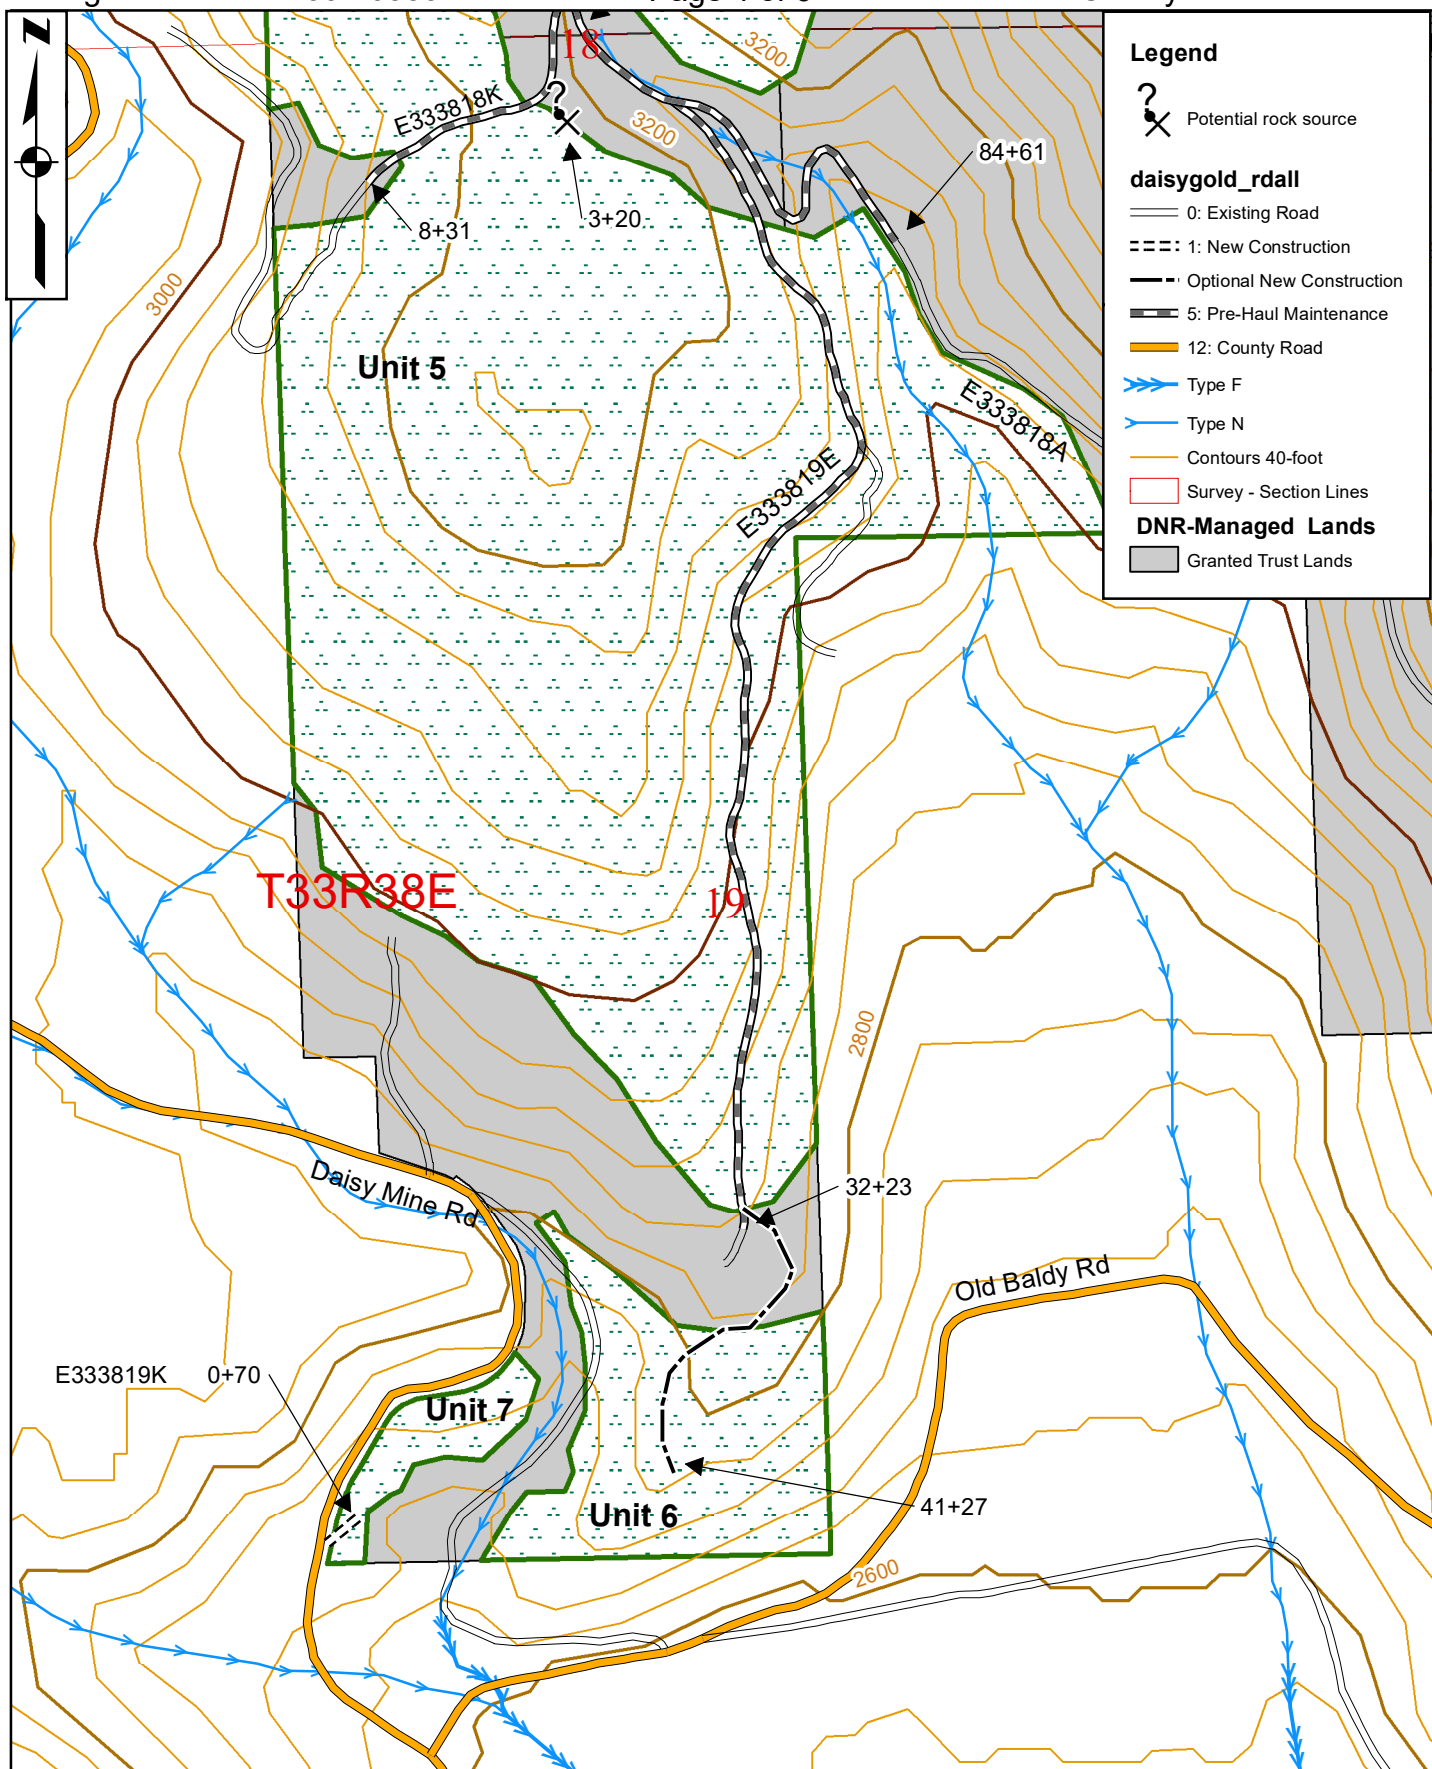 N
Legend
?
Potential rock source
daisygold_rdall
0: Existing Road
1: New Construction
Optional New Construction
5: Pre-Haul Maintenance
12: County Road
Type F
Type N
Contours 40-foot
Survey - Section Lines
DNR-Managed Lands
Granted Trust Lands
18
3200
?
E333818K
3200
84+61
3+20
8+31
3000
Unit 5
E333818A
E333819E
T33R38E
19
2800
32+23
Daisy Mine Rd
Old Baldy Rd
E333819K 0+70
Unit 7
41+27
Unit 6
2600